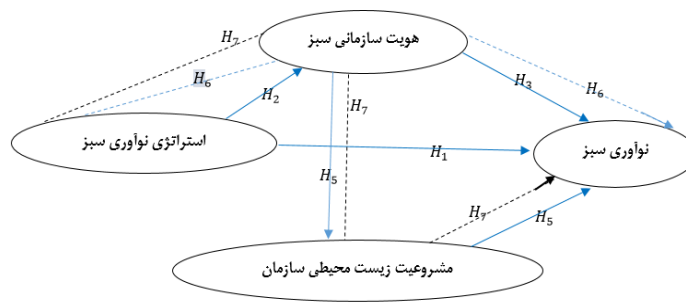 هویت سازمانی سبز
H₇
H₆
H₂
H₃
H₆
H₇
استراتژی نوآوری سبز
H₁
نوآوری سبز
H₅
H₇
H₅
مشروعیت زیست محیطی سازمان